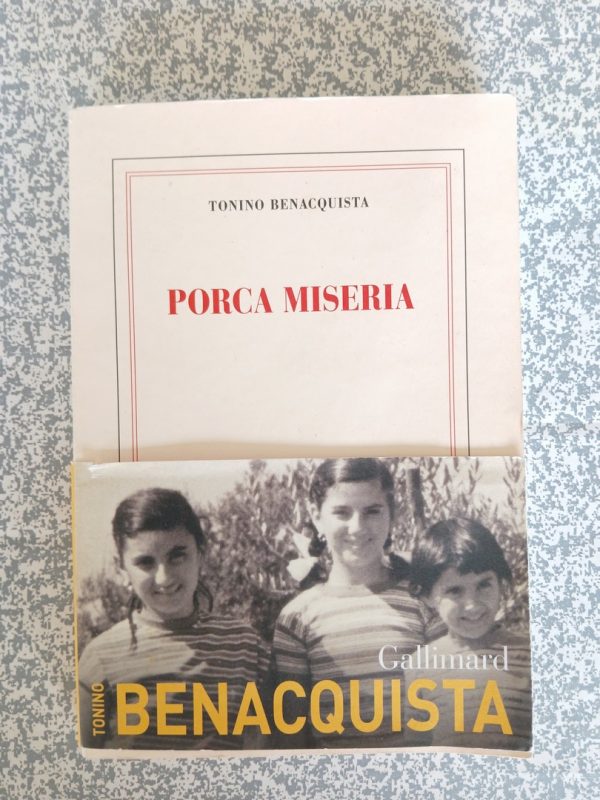 TONINO BENACQUISTA
PORCA MISERIA
Gallimard
TONINO
BENACQUISTA